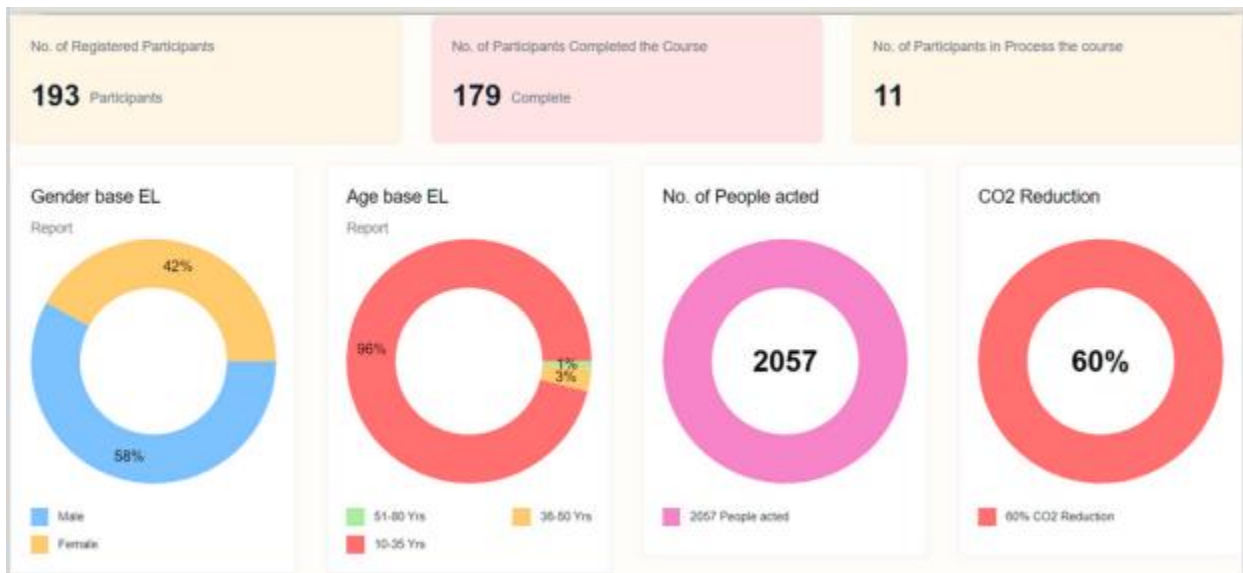 No. of Registered Participants
193 Participants
No. of Participants Completed the Course
179 Complete
No. of Participants in Process the course
11
Gender base EL
Report
42%
58%
Male
Female
Age base EL
Report
96%
1%
3%
51-80 Yrs
36-50 Yrs
10-35 Yrs
No. of People acted
2057
2057 People acted
CO2 Reduction
60%
60% CO2 Reduction